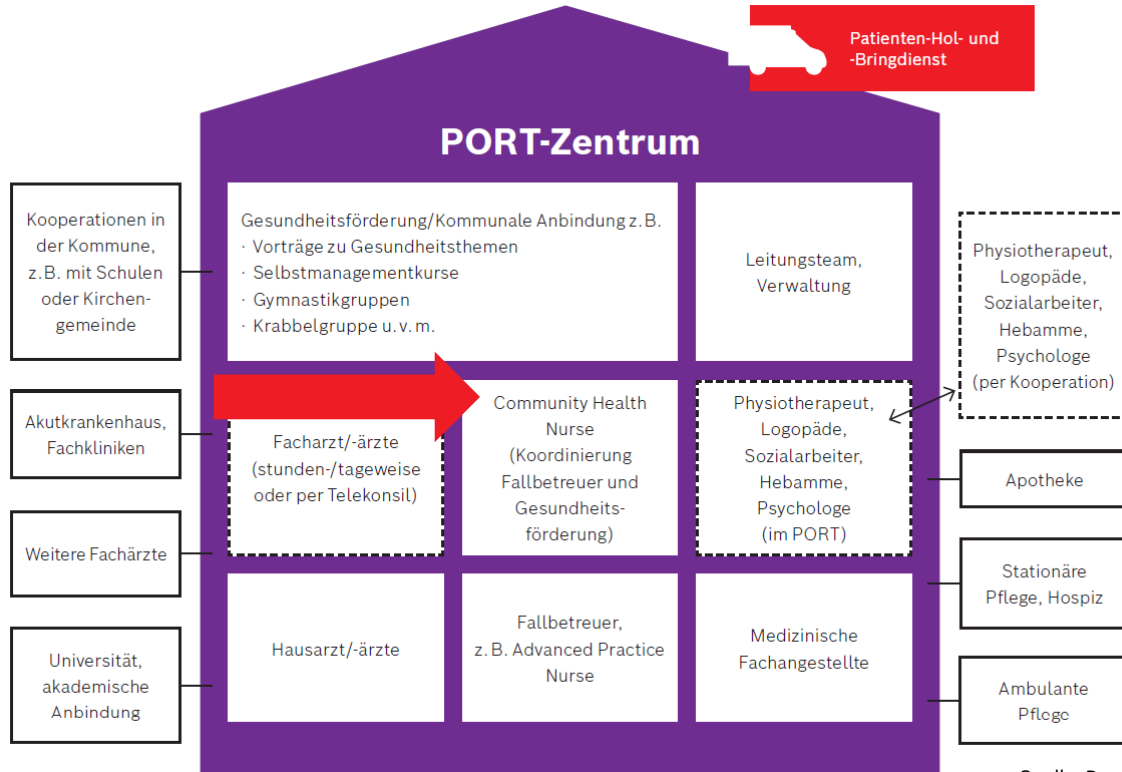 Patienten-Hol- und
-Bringdienst
PORT-Zentrum
Kooperationen in
der Kommune,
z.B. mit Schulen
oder Kirchen-
gemeinde
Akutkrankenhaus,
Fachkliniken
Weitere Fachärzte
Universität,
akademische
Anbindung
Gesundheitsförderung/Kommunale Anbindung z.B.
· Vorträge zu Gesundheitsthemen
· Selbstmanagementkurse
· Gymnastikgruppen
· Krabbelgruppe u.v.m.
Leitungsteam,
Verwaltung
Facharzt/-ärzte
(stunden-/tageweise
oder per Telekonsil)
Community Health
Nurse
(Koordinierung
Fallbetreuer und
Gesundheits-
förderung)
Physiotherapeut,
Logopäde,
Sozialarbeiter,
Hebamme,
Psychologe
(im PORT)
Hausarzt/-ärzte
Fallbetreuer,
z.B. Advanced Practice
Nurse
Medizinische
Fachangestellte
Physiotherapeut,
Logopäde,
Sozialarbeiter,
Hebamme,
Psychologe
(per Kooperation)
Apotheke
Stationäre
Pflege, Hospiz
Ambulante
Pflege